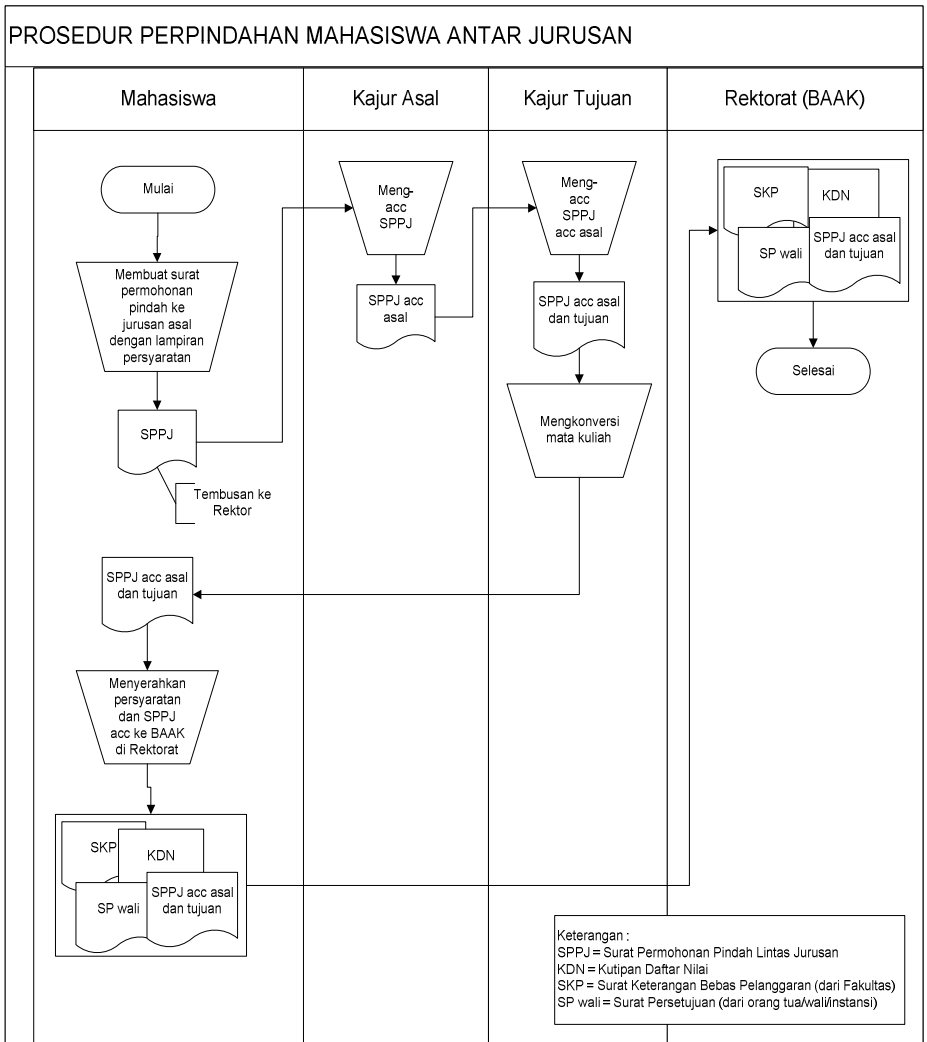 PROSEDUR PERPINDAHAN MAHASISWA ANTAR JURUSAN
Mahasiswa
Kajur Asal
Kajur Tujuan
Rektorat (BAAK)
Mulai
Membuat surat
permohonan
pindah ke
jurusan asal
dengan lampiran
persyaratan
SPPJ
Tembusan ke
Rektor
Meng-
acc
SPPJ
SPPJ acc
asal
Meng-
acc
SPPJ
acc asal
SPPJ acc asal
dan tujuan
Mengkonversi
mata kuliah
SPPJ acc asal
dan tujuan
Menyerahkan
persyaratan
dan SPPJ
acc ke BAAK
di Rektorat
SKP
KDN
SP wali
SPPJ acc asal
dan tujuan
SKP
KDN
SP wali
SPPJ acc asal
dan tujuan
Selesai
Keterangan :
SPPJ = Surat Permohonan Pindah Lintas Jurusan
KDN = Kutipan Daftar Nilai
SKP = Surat Keterangan Bebas Pelanggaran (dari Fakultas)
SP wali = Surat Persetujuan (dari orang tua/wali/instansi)